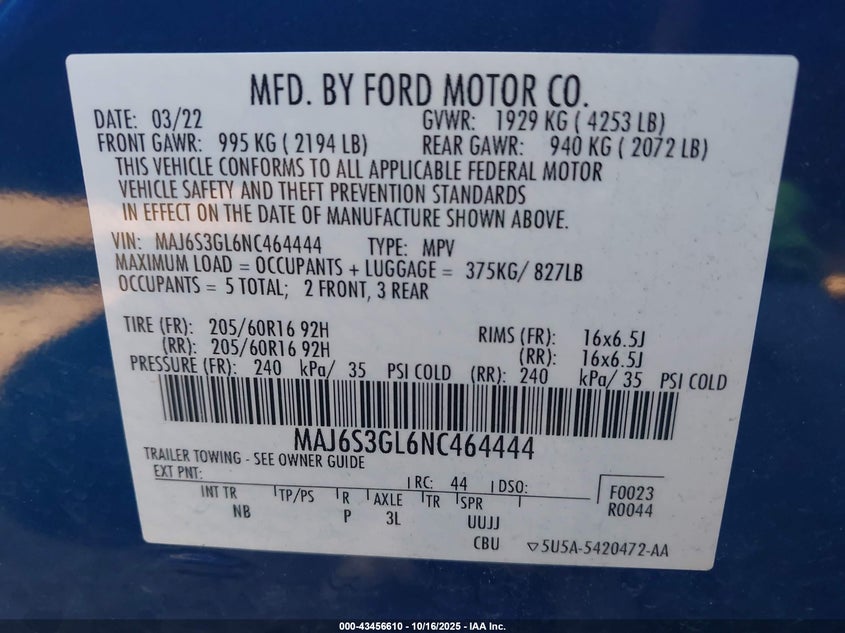 MFD. BY FORD MOTOR CO.
DATE: 03/22 GVWR: 1929 KG ( 4253 LB)
FRONT GAWR: 995 KG ( 2194 LB) REAR GAWR: 940 KG ( 2072 LB)
THIS VEHICLE CONFORMS TO ALL APPLICABLE FEDERAL MOTOR
VEHICLE SAFETY AND THEFT PREVENTION STANDARDS
IN EFFECT ON THE DATE OF MANUFACTURE SHOWN ABOVE.
VIN: MAJ6S3GL6NC464444 TYPE: MPV
MAXIMUM LOAD = OCCUPANTS + LUGGAGE = 375KG/ 827LB
OCCUPANTS = 5 TOTAL; 2 FRONT, 3 REAR
TIRE (FR): 205/60R16 92H RIMS (FR): 16x6.5J
(RR): 205/60R16 92H (RR): 16x6.5J
PRESSURE (FR): 240 kPa/ 35 PSI COLD (RR): 240 kPa/ 35 PSI COLD
MAJ6S3GL6NC464444
TRAILER TOWING - SEE OWNER GUIDE
EXT PNT: RC: 44 DSO: F0023
INT TR TP/PS R AXLE TR SPR R0044
NB P 3L UUJJ
CBU 5U5A-5420472-AA
000-43456610 - 10/16/2025 - IAA Inc.